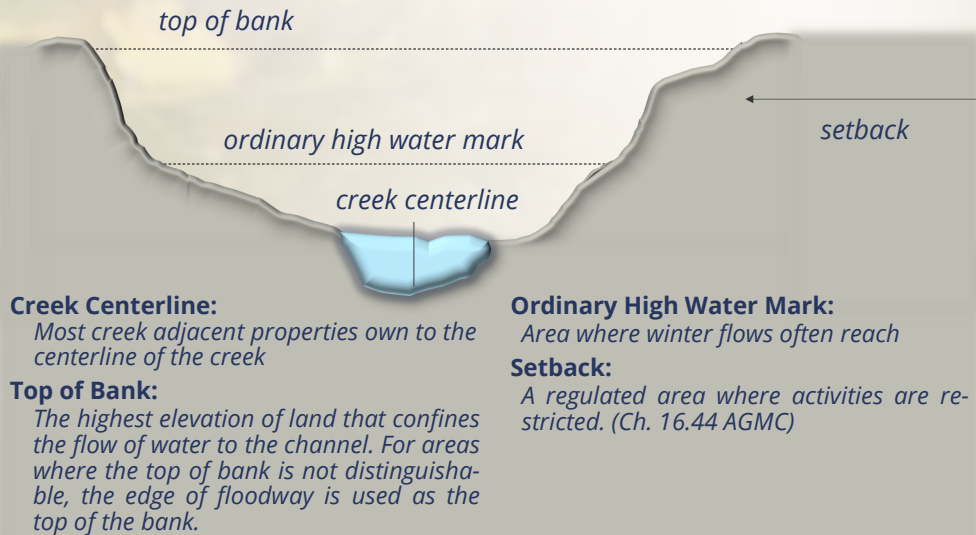 top of bank
ordinary high water mark
setback
creek centerline
Creek Centerline:
Most creek adjacent properties own to the
centerline of the creek
Top of Bank:
The highest elevation of land that confines
the flow of water to the channel. For areas
where the top of bank is not distinguisha-
ble, the edge of floodway is used as the
top of the bank.
Ordinary High Water Mark:
Area where winter flows often reach
Setback:
A regulated area where activities are re-
stricted. (Ch. 16.44 AGMC)